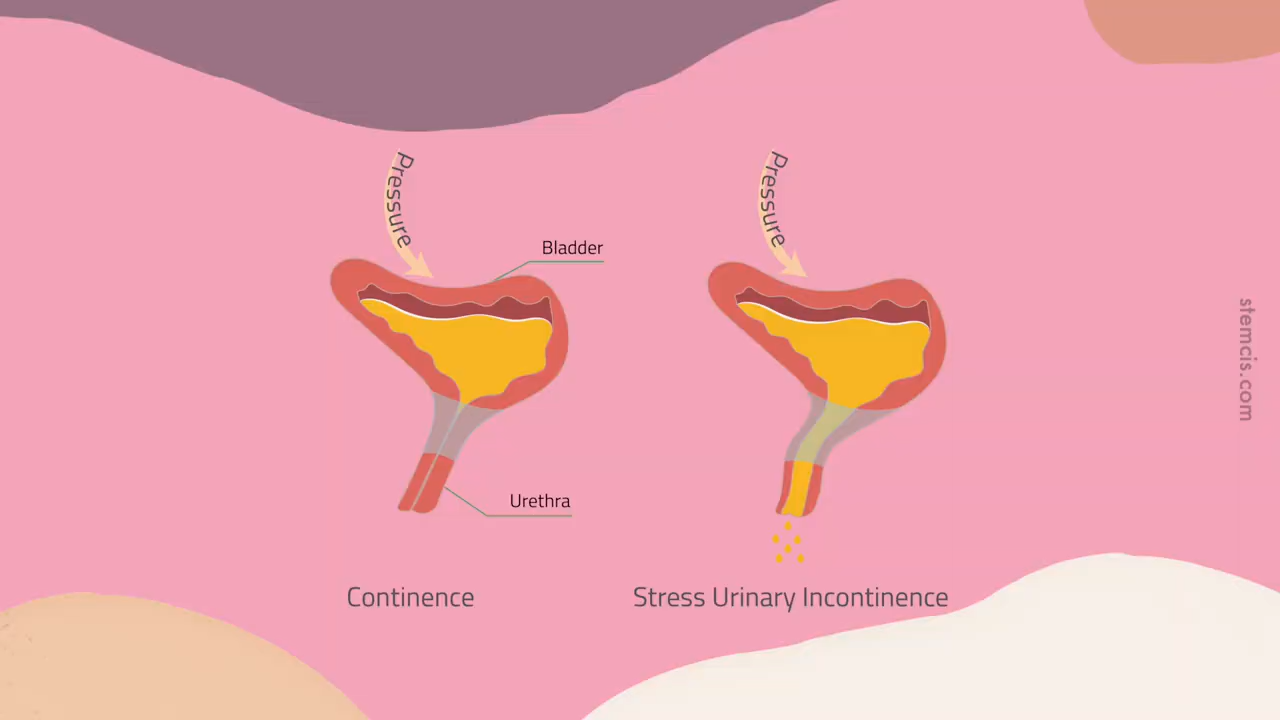 Pressure
Pressure
Bladder
Urethra
Continence
Stress Urinary Incontinence
stemcis.com